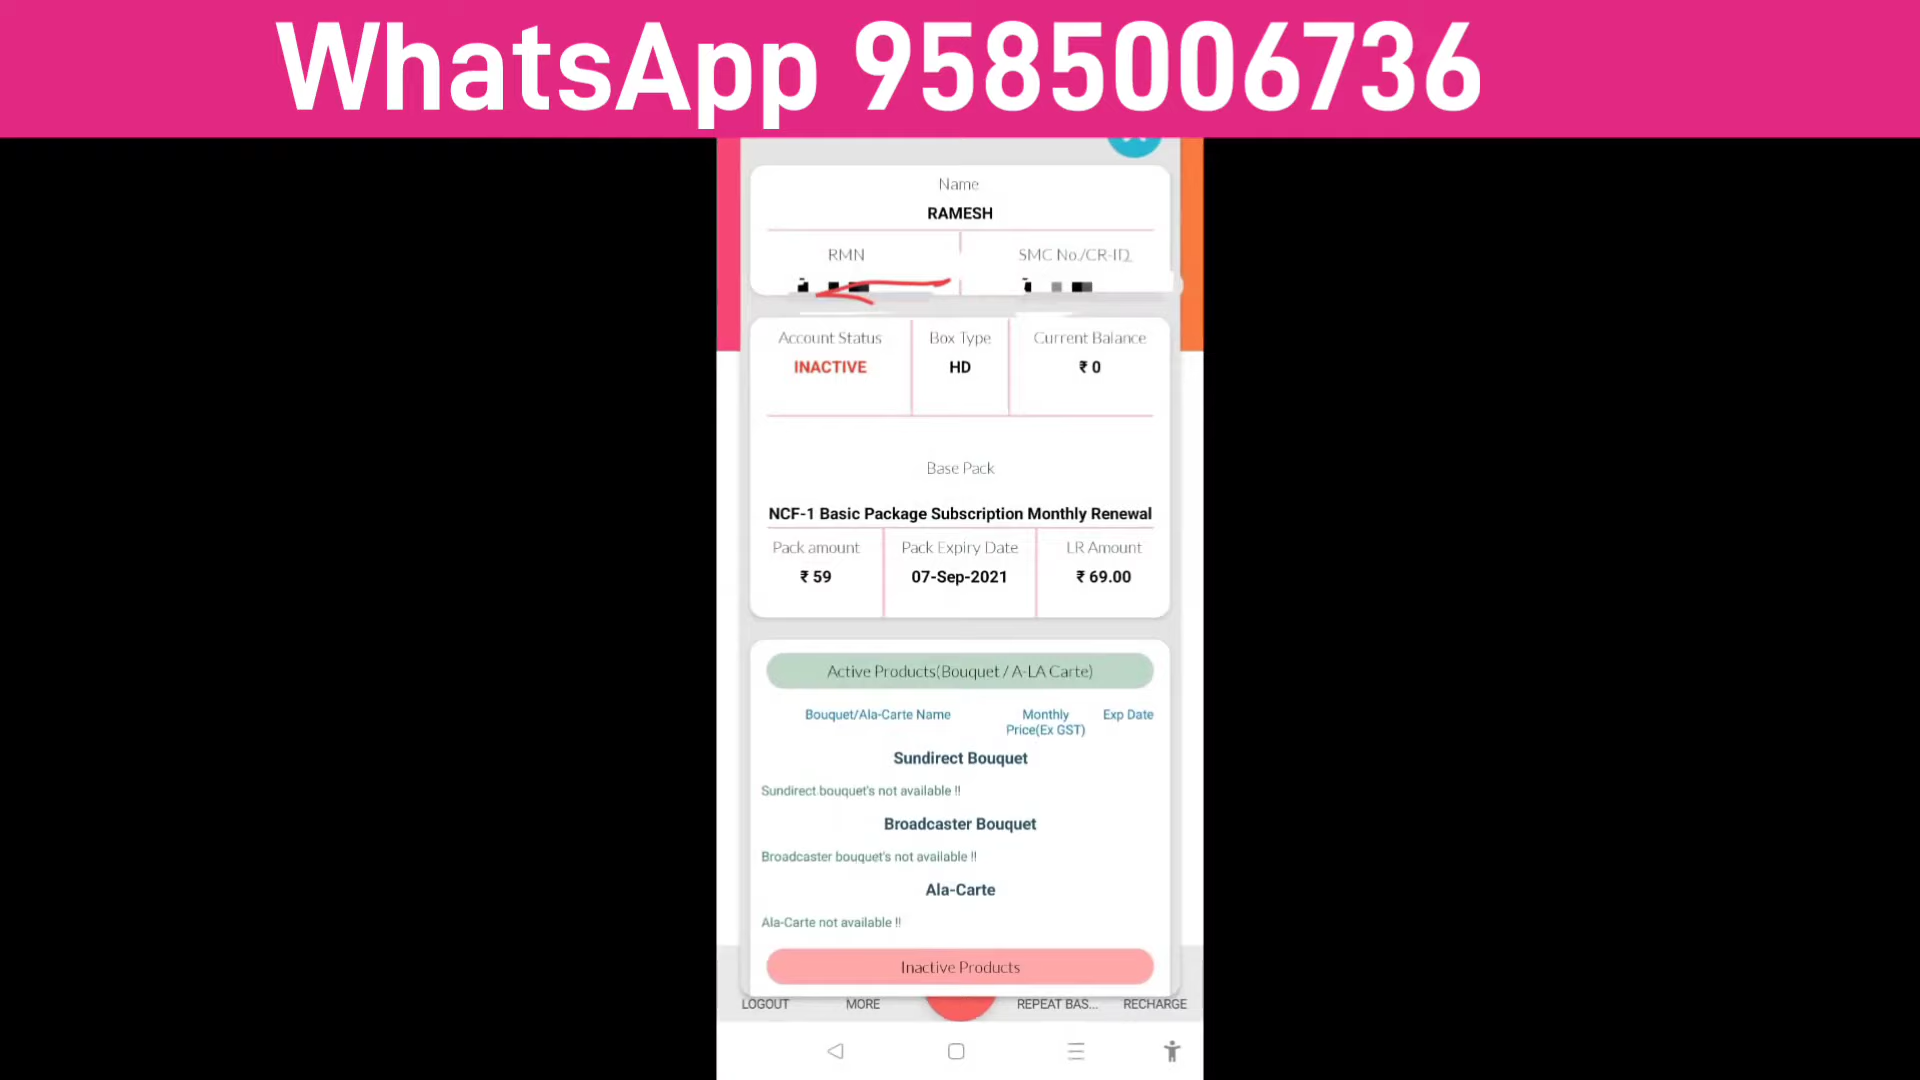 WhatsApp 9585006736
Name
RAMESH
RMN
SMC No./CR-ID
Account Status
Box Type
Current Balance
INACTIVE
HD
₹ 0
Base Pack
NCF-1 Basic Package Subscription Monthly Renewal
Pack amount
Pack Expiry Date
LR Amount
₹ 59
07-Sep-2021
₹ 69.00
Active Products(Bouquet / A-LA Carte)
Bouquet/Ala-Carte Name
Monthly
Price(Ex GST)
Exp Date
Sundirect Bouquet
Sundirect bouquet's not available !!
Broadcaster Bouquet
Broadcaster bouquet's not available !!
Ala-Carte
Ala-Carte not available !!
Inactive Products
LOGOUT
MORE
REPEAT BAS...
RECHARGE